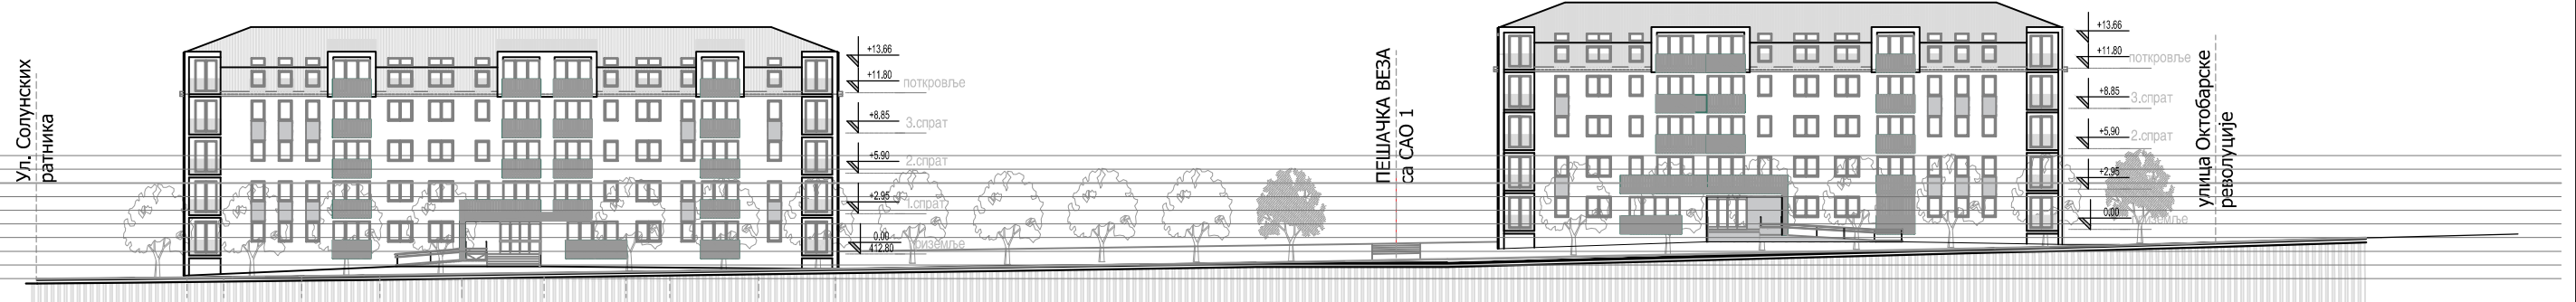 Ул. Солунских
ратника
+13.66
+11.80
поткровље
+8.85
3.спрат
+5.90
2.спрат
+2.95
1.спрат
0.00
412.80
приземље
ПЕШАЧКА ВЕЗА
са САО 1
+13.66
+11.80
поткровље
+8.85
3.спрат
+5,90
2.спрат
+2.95
0.00
приземље
улица Октобарске
револуције